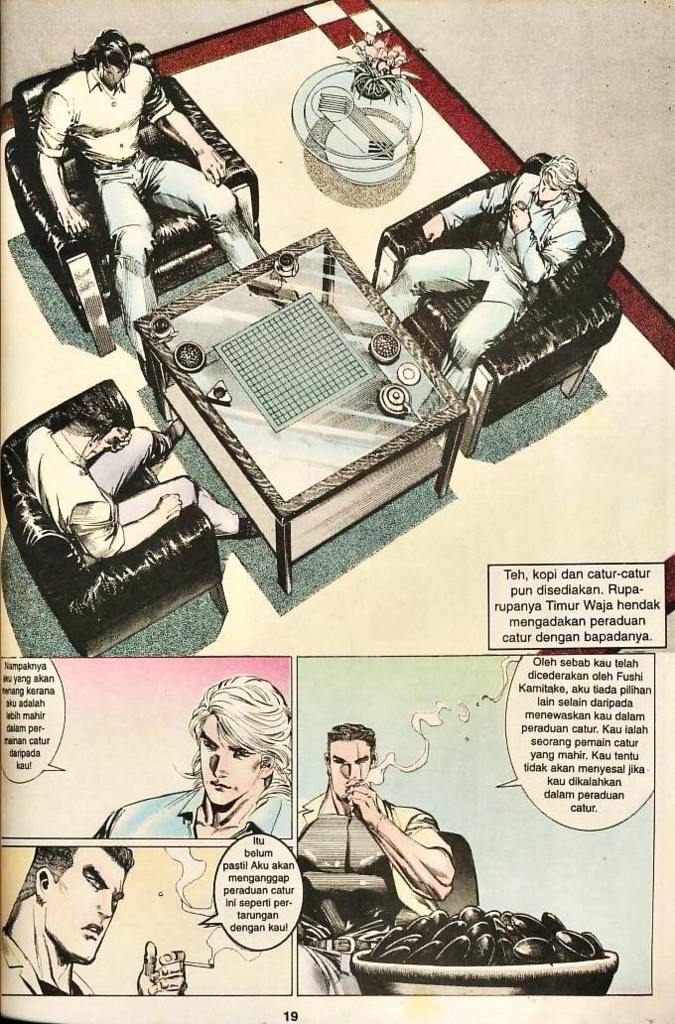 Teh, kopi dan catur-catur
pun disediakan. Rupa-
rupanya Timur Waja hendak
mengadakan peraduan
catur dengan bapadanya.
Nampaknya
aku yang akan
menang kerana
aku adalah
lebih mahir
dalam per-
mainan catur
daripada
kau!
Oleh sebab kau telah
dicederakan oleh Fushi
Kamitake, aku tiada pilihan
lain selain daripada
menewaskan kau dalam
peraduan catur. Kau ialah
seorang pemain catur
yang mahir. Kau tentu
tidak akan menyesal jika
kau dikalahkan
dalam peraduan
catur.
Itu
belum
pasti! Aku akan
menganggap
peraduan catur
ini seperti per-
tarungan
dengan kau!
19